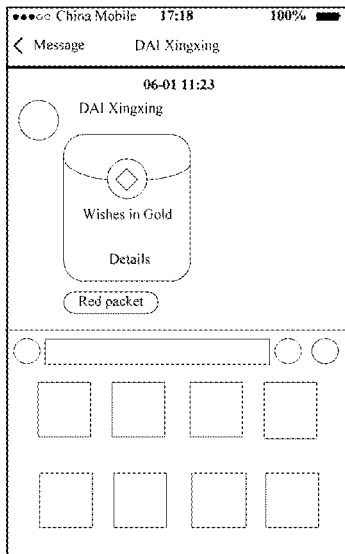 China Mobile 17:18 100%
Message DAI Xingxing
06-01 11:23
DAI Xingxing
Wishes in Gold
Details
Red packet